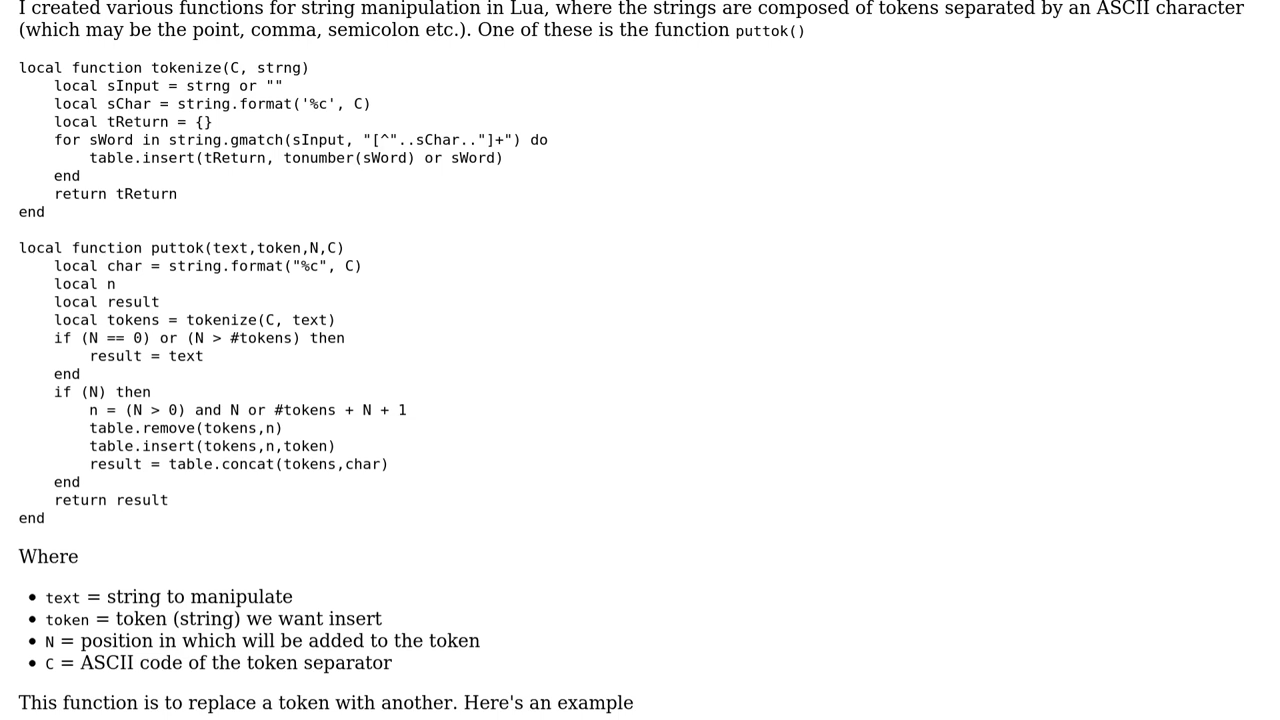 I created various functions for string manipulation in Lua, where the strings are composed of tokens separated by an ASCII character
(which may be the point, comma, semicolon etc.). One of these is the function puttok()
local function tokenize(C, strng)
    local sInput = strng or ""
    local sChar = string.format('%c', C)
    local tReturn = {}
    for sWord in string.gmatch(sInput, "[^"..sChar.."]+") do
        table.insert(tReturn, tonumber(sWord) or sWord)
    end
    return tReturn
end
local function puttok(text,token,N,C)
    local char = string.format("%c", C)
    local n
    local result
    local tokens = tokenize(C, text)
    if (N == 0) or (N > #tokens) then
        result = text
    end
    if (N) then
        n = (N > 0) and N or #tokens + N + 1
        table.remove(tokens,n)
        table.insert(tokens,n,token)
        result = table.concat(tokens,char)
    end
    return result
end
Where
• text = string to manipulate
• token = token (string) we want insert
• N = position in which will be added to the token
• C = ASCII code of the token separator
This function is to replace a token with another. Here's an example